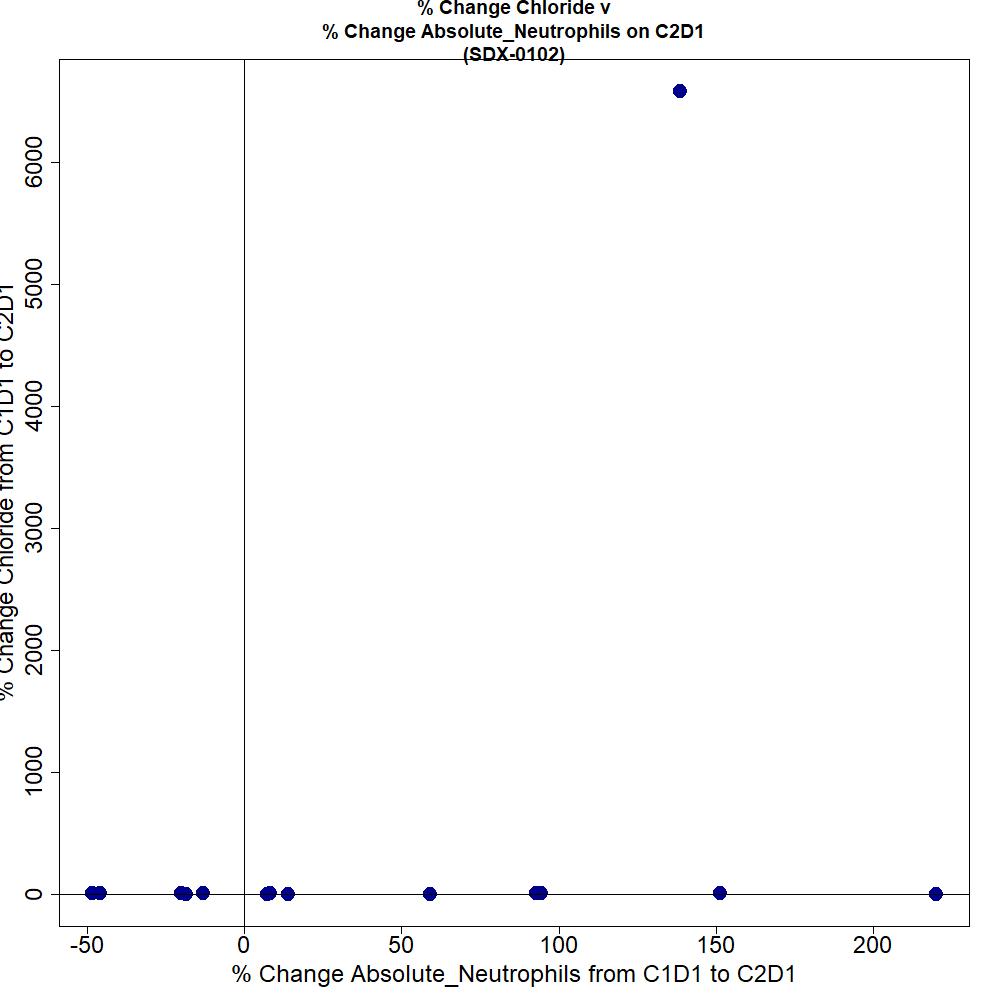 % Change Chloride v
% Change Absolute_Neutrophils on C2D1
(SDX-0102)
% Change Chloride from C1D1 to C2D1
6000
5000
4000
3000
2000
1000
0
-50
0
50
100
150
200
% Change Absolute_Neutrophils from C1D1 to C2D1